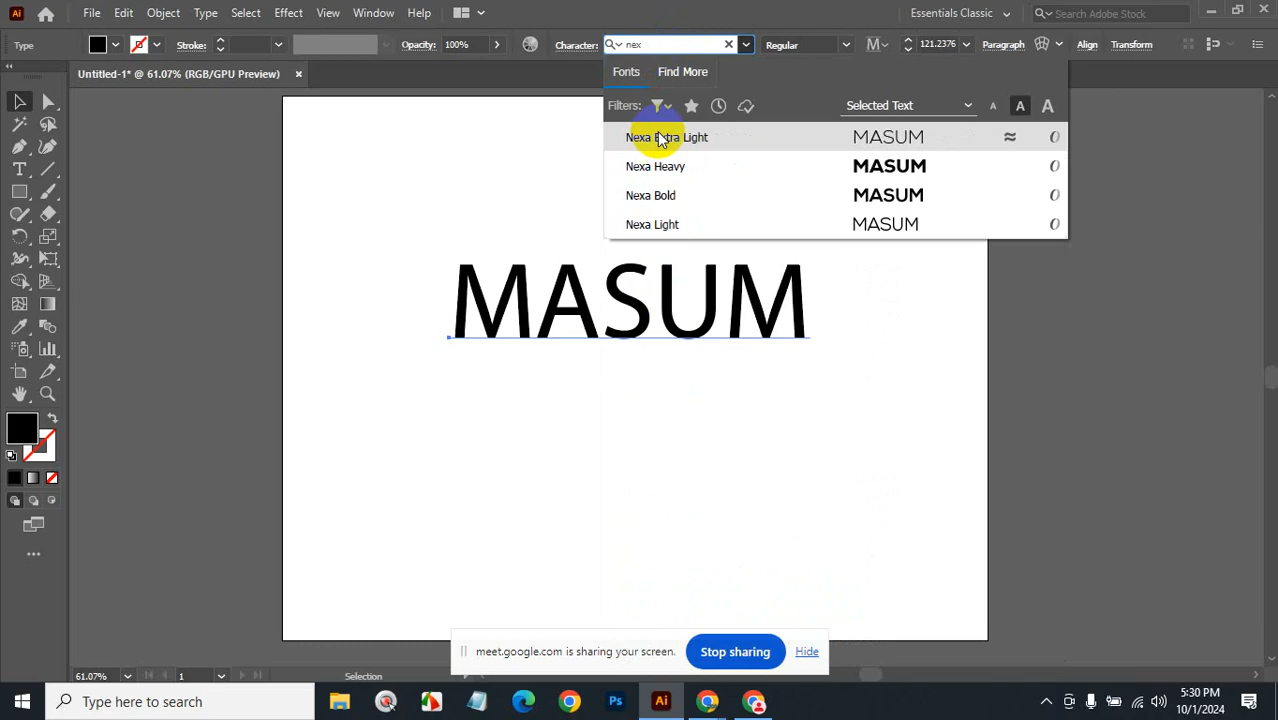 Ai File Edit Object Type Select Effect View Window Help Essentials Classic Search Adobe Stock
Type Stroke: Opacity: 100% Character: nex Regular 121.2376 Paragraph Align Transform
Untitled-1* @ 61.07% (RGB/GPU Preview)
Fonts Find More
Filters: Selected Text A A A
Nexa Extra Light MASUM
Nexa Heavy MASUM
Nexa Bold MASUM
Nexa Light MASUM
MASUM
meet.google.com is sharing your screen. Stop sharing Hide
61.07% 1 Selection
Type here to search Ps Ai 5:30 PM
10/1/2024